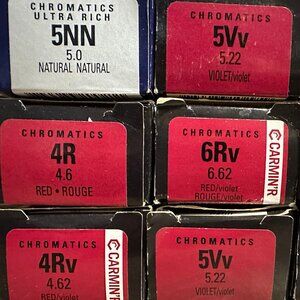 CHROMATICS
ULTRA RICH
5NN
5.0
NATURAL NATURAL
CHROMATICS
5Vv
5.22
VIOLET/violet
CHROMATICS
4R
4.6
RED • ROUGE
CHROMATICS
6Rv
6.62
RED/violet
ROUGE/violet
CARMIN'R
CHROMATICS
4Rv
4.62
RED/violet
CARMIN'R
CHROMATICS
5Vv
5.22
VIOLET/violet